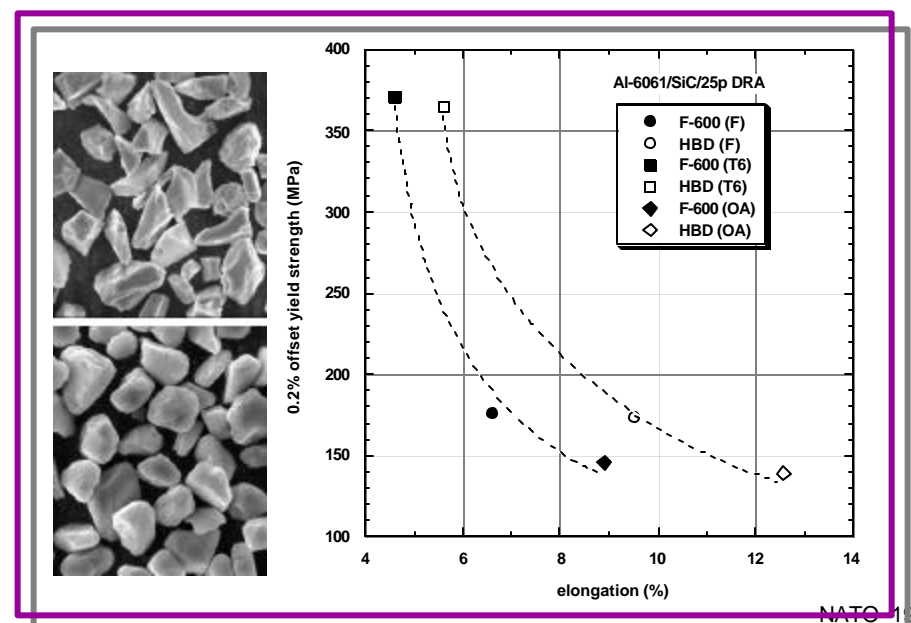 400
350
300
250
200
150
100
0.2% offset yield strength (MPa)
Al-6061/SiC/25p DRA
F-600 (F)
HBD (F)
F-600 (T6)
HBD (T6)
F-600 (OA)
HBD (OA)
4 6 8 10 12 14
elongation (%)
NATO